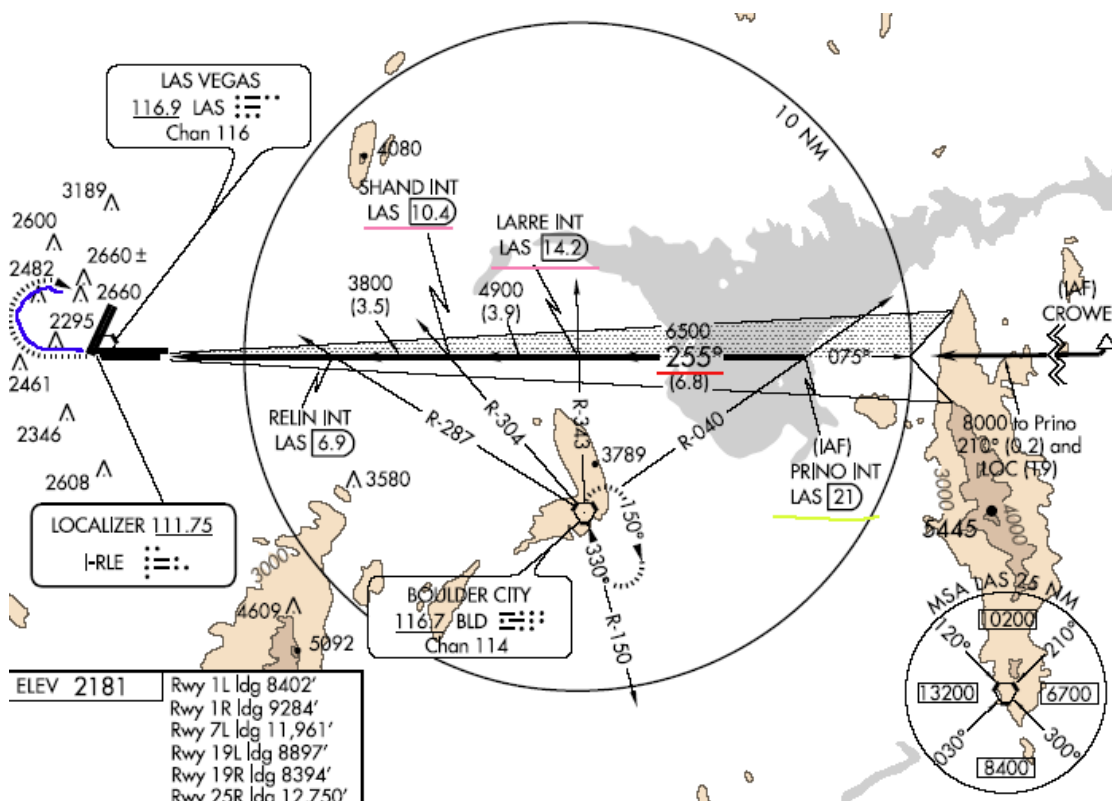 LAS VEGAS
116.9 LAS
Chan 116
10 NM
4080
3189
SHAND INT
LAS 10.4
2600
LARRE INT
LAS 14.2
2660 ±
2482
(IAF)
CROWE
2660
3800
(3.5)
4900
(3.9)
6500
2295
255°
(6.8)
075°
2461
RELIN INT
LAS 6.9
R-287
R-304
R-343
R-040
8000 to Prino
210° (0.2) and
LOC (1.9)
2346
3789
(IAF)
PRINO INT
LAS 21
2608
3580
3000
4000
5445
LOCALIZER 111.75
I-RLE
150°
330°
3000
BOULDER CITY
116.7 BLD
Chan 114
R-150
4609
5092
MSA LAS 25 NM
10200
120°
210°
13200
6700
030°
300°
8400
ELEV 2181
Rwy 1L ldg 8402'
Rwy 1R ldg 9284'
Rwy 7L ldg 11,961'
Rwy 19L ldg 8897'
Rwy 19R ldg 8394'
Rwy 25R ldg 12,750'